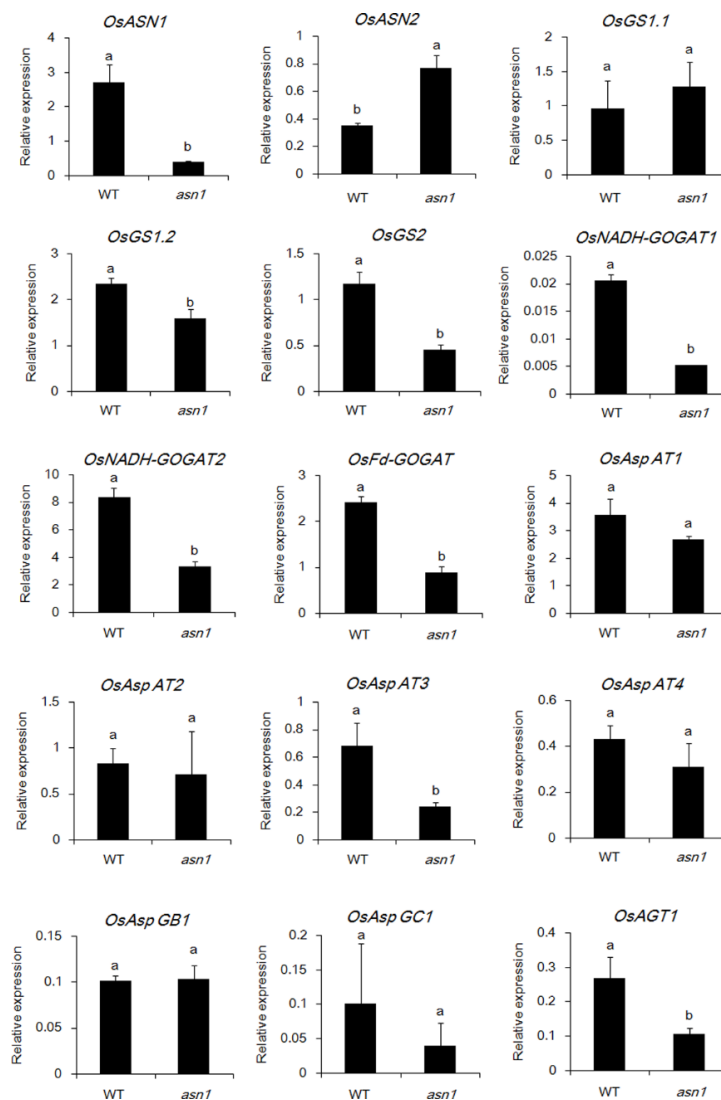 OsASN1
Relative expression
4
3
2
1
0
a
b
WT
asn1
OsASN2
Relative expression
1
0.8
0.6
0.4
0.2
0
b
a
WT
asn1
OsGS1.1
Relative expression
2
1.5
1
0.5
0
a
a
WT
asn1
OsGS1.2
Relative expression
3
2
1
0
a
b
WT
asn1
OsGS2
Relative expression
1.5
1
0.5
0
a
b
WT
asn1
OsNADH-GOGAT1
Relative expression
0.025
0.02
0.015
0.01
0.005
0
a
b
WT
asn1
OsNADH-GOGAT2
Relative expression
10
8
6
4
2
0
a
b
WT
asn1
OsFd-GOGAT
Relative expression
3
2
1
0
a
b
WT
asn1
OsAsp AT1
Relative expression
5
4
3
2
1
0
a
a
WT
asn1
OsAsp AT2
Relative expression
1.5
1
0.5
0
a
a
WT
asn1
OsAsp AT3
Relative expression
1
0.8
0.6
0.4
0.2
0
a
b
WT
asn1
OsAsp AT4
Relative expression
0.6
0.4
0.2
0
a
a
WT
asn1
OsAsp GB1
Relative expression
0.15
0.1
0.05
0
a
a
WT
asn1
OsAsp GC1
Relative expression
0.2
0.15
0.1
0.05
0
a
a
WT
asn1
OsAGT1
Relative expression
0.4
0.3
0.2
0.1
0
a
b
WT
asn1